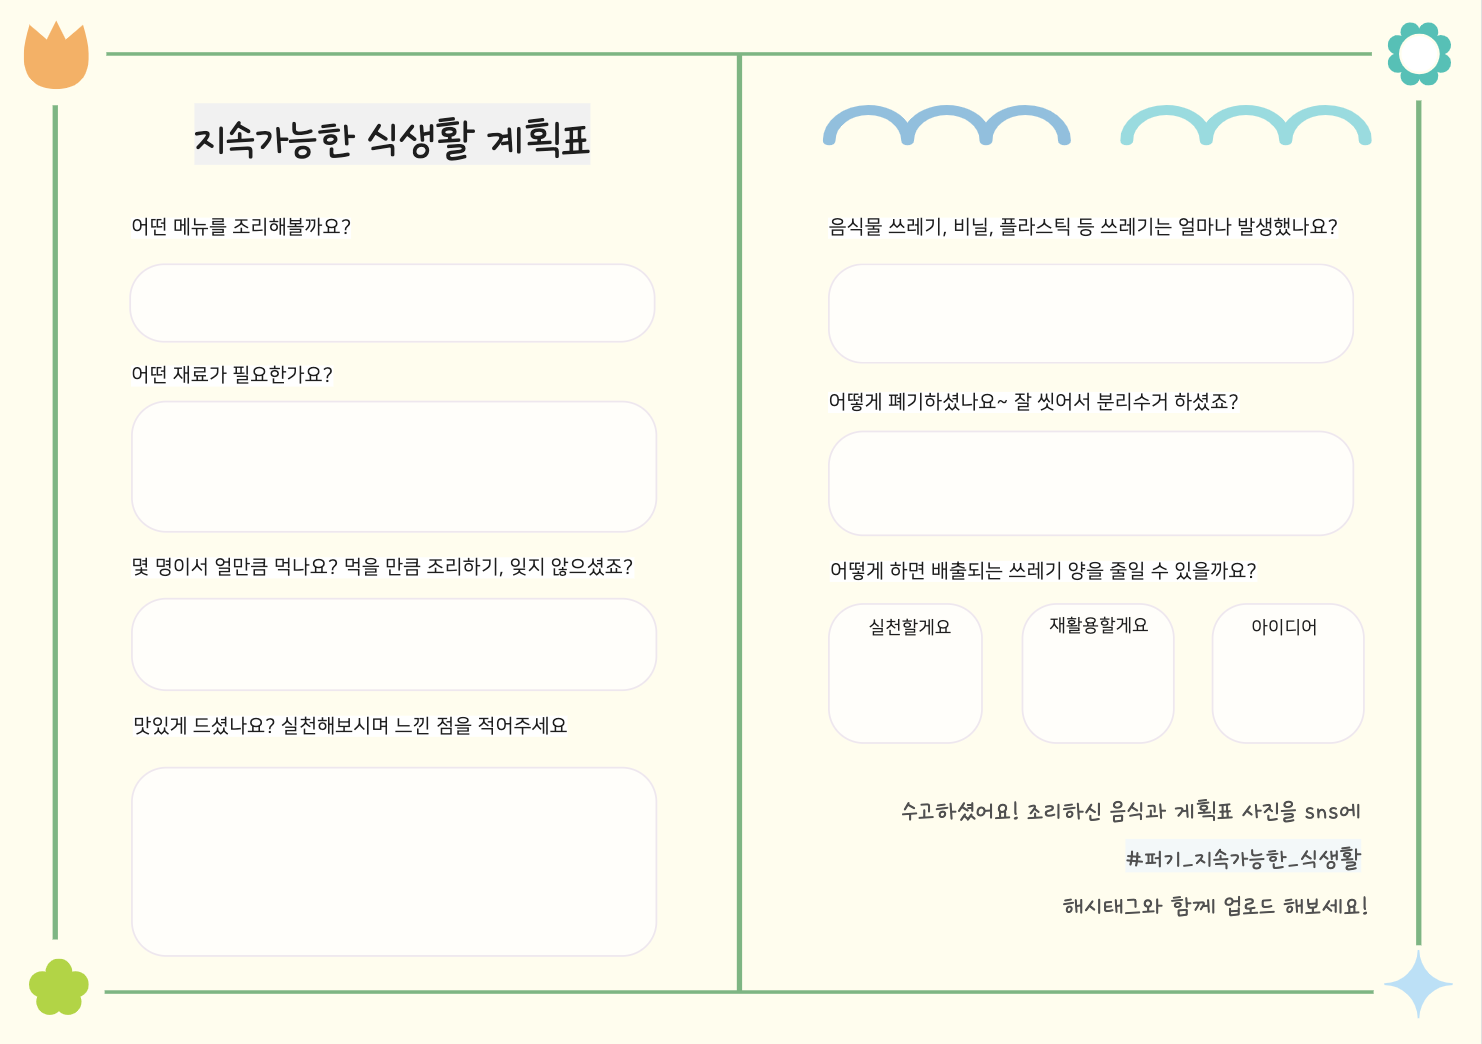 지속가능한 식생활 계획표
어떤 메뉴를 조리해볼까요?
어떤 재료가 필요한가요?
몇 명이서 얼만큼 먹나요? 먹을 만큼 조리하기, 잊지 않으셨죠?
맛있게 드셨나요? 실천해보시며 느낀 점을 적어주세요
음식물 쓰레기, 비닐, 플라스틱 등 쓰레기는 얼마나 발생했나요?
어떻게 폐기하셨나요~ 잘 씻어서 분리수거 하셨죠?
어떻게 하면 배출되는 쓰레기 양을 줄일 수 있을까요?
실천할게요
재활용할게요
아이디어
수고하셨어요! 조리하신 음식과 계획표 사진을 sns에
#퍼기_지속가능한_식생활
해시태그와 함께 업로드 해보세요!